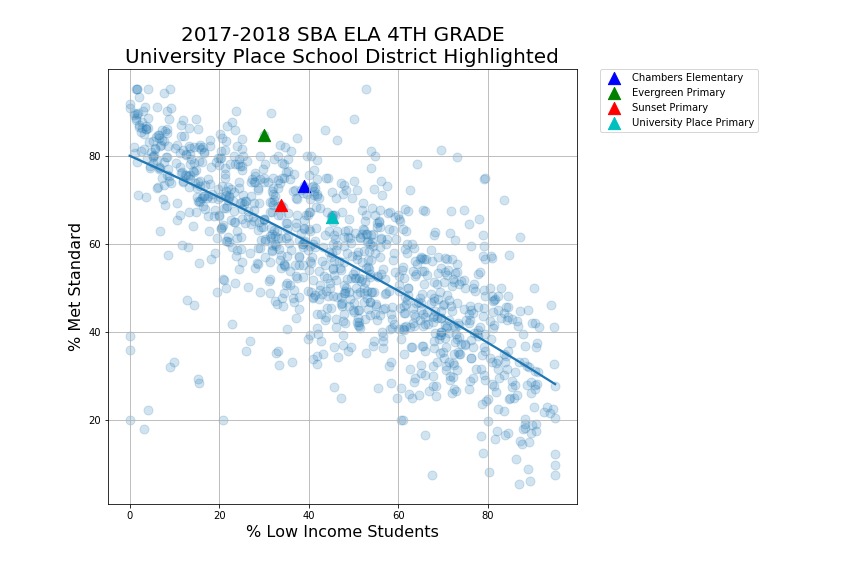 2017-2018 SBA ELA 4TH GRADE
University Place School District Highlighted
Chambers Elementary
Evergreen Primary
Sunset Primary
University Place Primary
% Met Standard
80
60
40
20
0 20 40 60 80
% Low Income Students